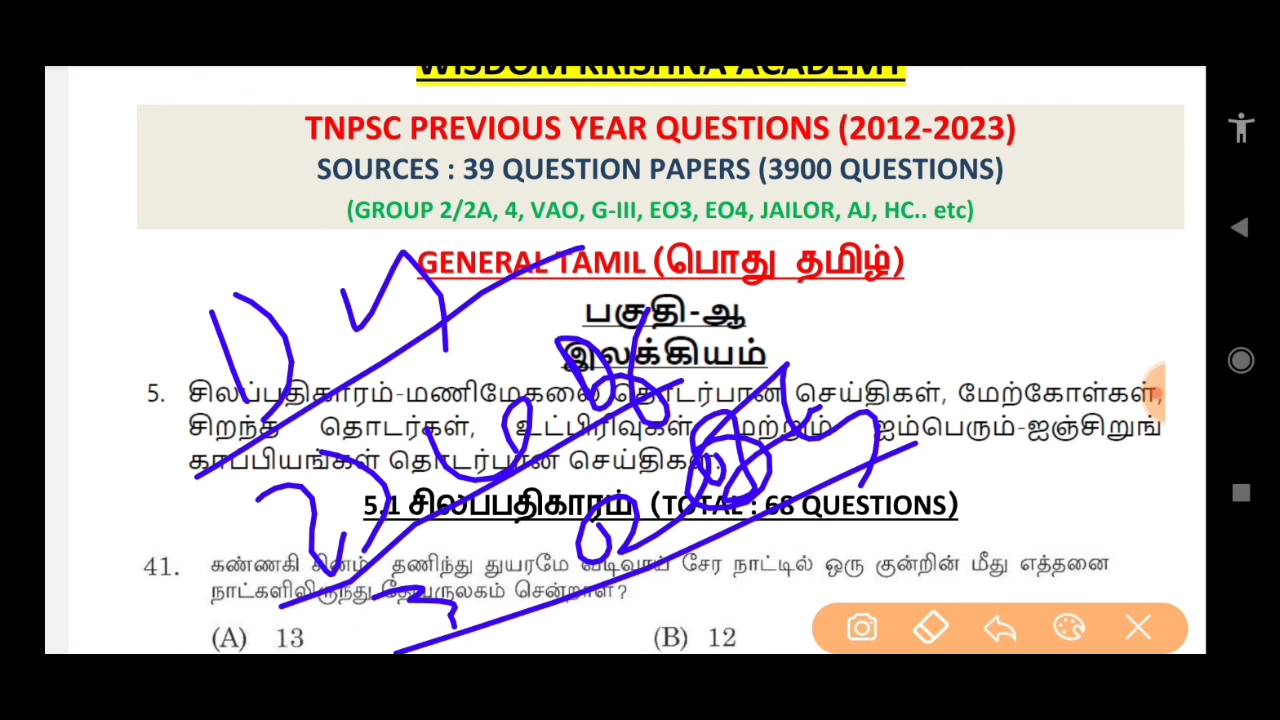 WISDOM KRISHNA ACADEMY
TNPSC PREVIOUS YEAR QUESTIONS (2012-2023)
SOURCES : 39 QUESTION PAPERS (3900 QUESTIONS)
(GROUP 2/2A, 4, VAO, G-III, EO3, EO4, JAILOR, AJ, HC.. etc)
GENERAL TAMIL (பொது தமிழ்)
பகுதி-ஆ
இலக்கியம்
5. சிலப்பதிகாரம்-மணிமேகலை தொடர்பான செய்திகள், மேற்கோள்கள்,
சிறந்த தொடர்கள், உட்பிரிவுகள் மற்றும் ஐம்பெரும்-ஐஞ்சிறுங்
காப்பியங்கள் தொடர்பான செய்திகள்.
5.1 சிலப்பதிகாரம் (TOTAL : 68 QUESTIONS)
41. கண்ணகி சினம் தணிந்து துயரமே வடிவாய் சேர நாட்டில் ஒரு குன்றின் மீது எத்தனை
நாட்களிலிருந்து தேவருலகம் சென்றாள்?
(A) 13 (B) 12